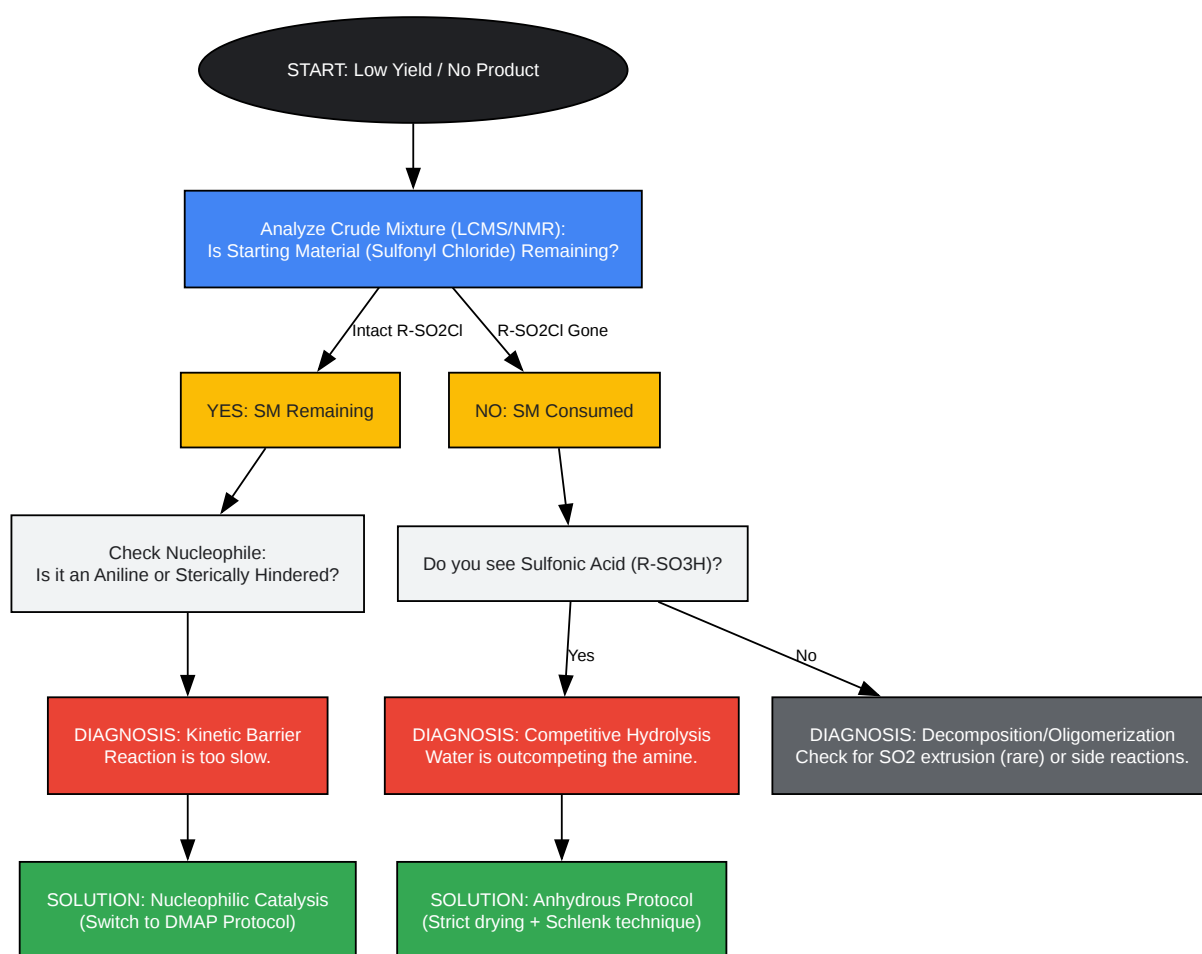 START: Low Yield / No Product
Analyze Crude Mixture (LCMS/NMR):
Is Starting Material (Sulfonyl Chloride) Remaining?
Intact R-SO2Cl
R-SO2Cl Gone
YES: SM Remaining
NO: SM Consumed
Check Nucleophile:
Is it an Aniline or Sterically Hindered?
Do you see Sulfonic Acid (R-SO3H)?
Yes
No
DIAGNOSIS: Kinetic Barrier
Reaction is too slow.
DIAGNOSIS: Competitive Hydrolysis
Water is outcompeting the amine.
DIAGNOSIS: Decomposition/Oligomerization
Check for SO2 extrusion (rare) or side reactions.
SOLUTION: Nucleophilic Catalysis
(Switch to DMAP Protocol)
SOLUTION: Anhydrous Protocol
(Strict drying + Schlenk technique)